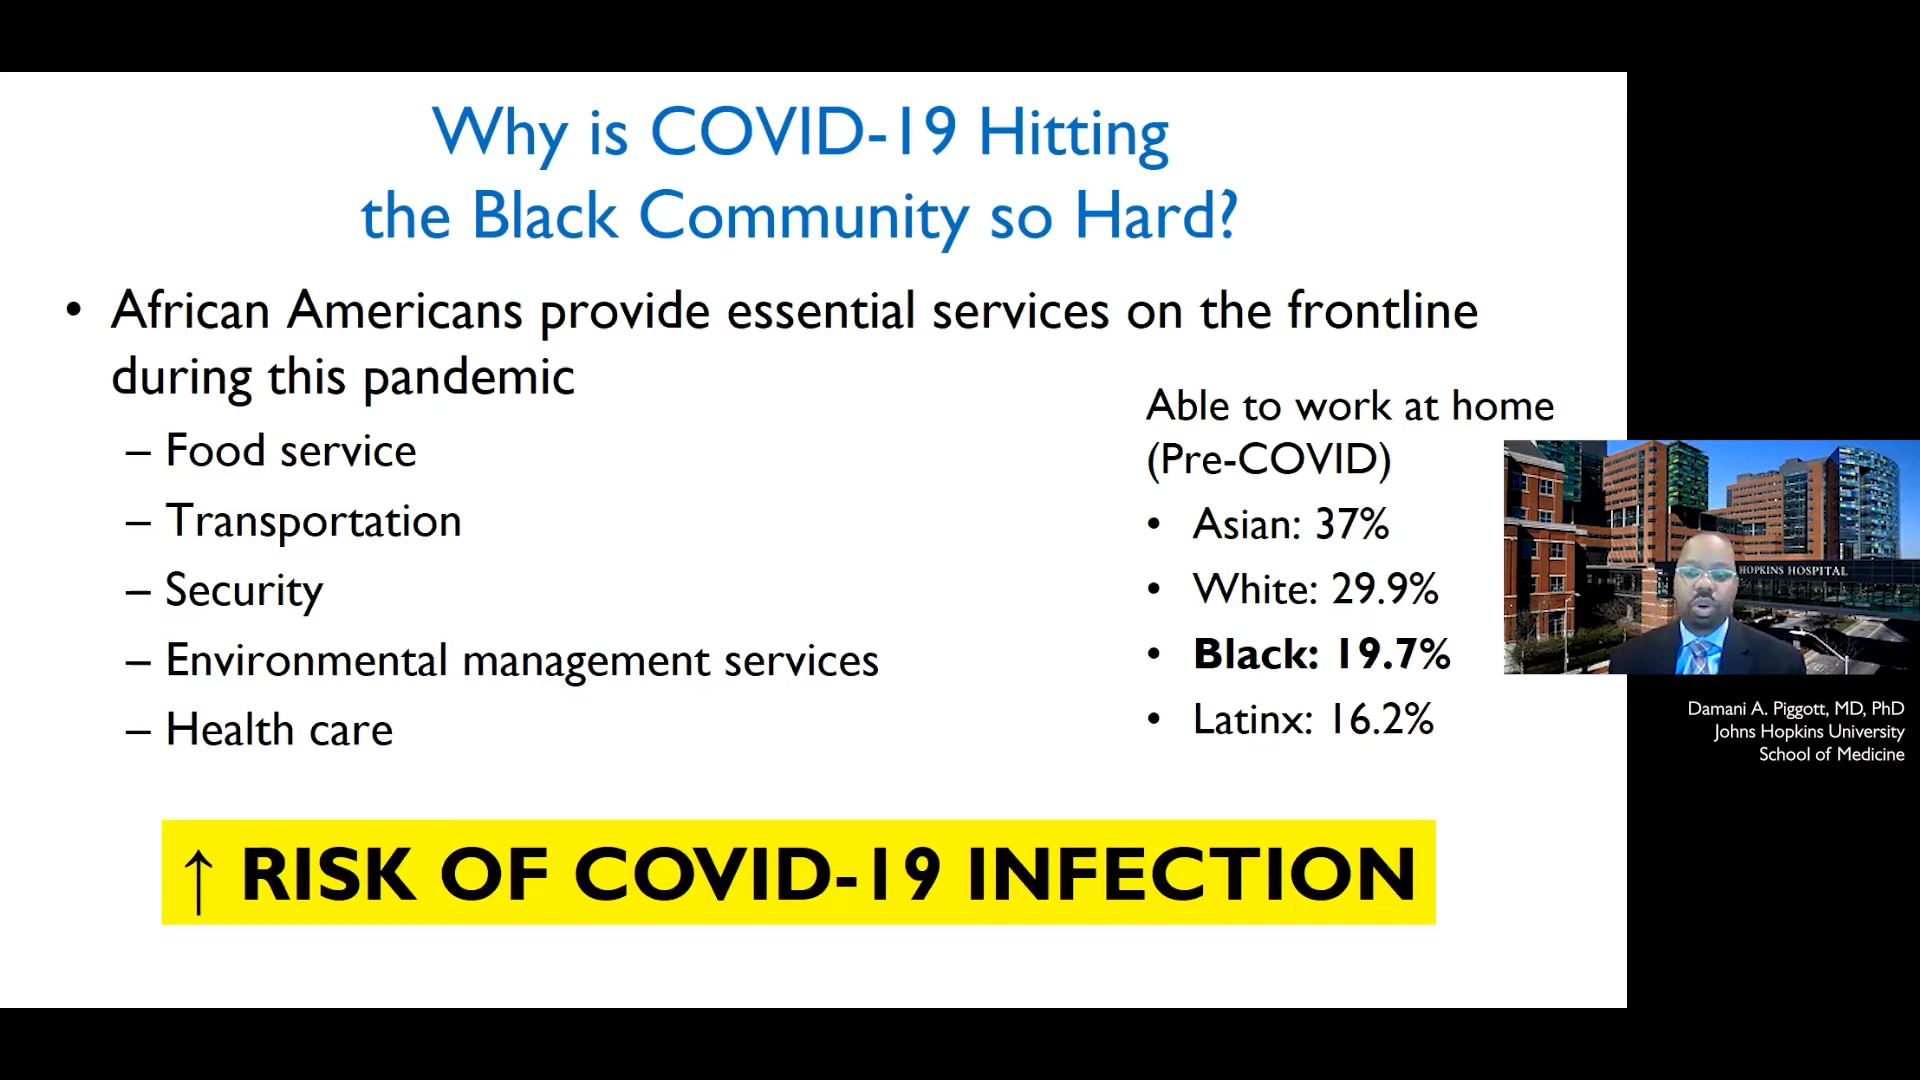 Why is COVID-19 Hitting
the Black Community so Hard?
• African Americans provide essential services on the frontline
during this pandemic
– Food service
– Transportation
– Security
– Environmental management services
– Health care
Able to work at home
(Pre-COVID)
• Asian: 37%
• White: 29.9%
• Black: 19.7%
• Latinx: 16.2%
↑ RISK OF COVID-19 INFECTION
HOPKINS HOSPITAL
Damani A. Piggott, MD, PhD
Johns Hopkins University
School of Medicine